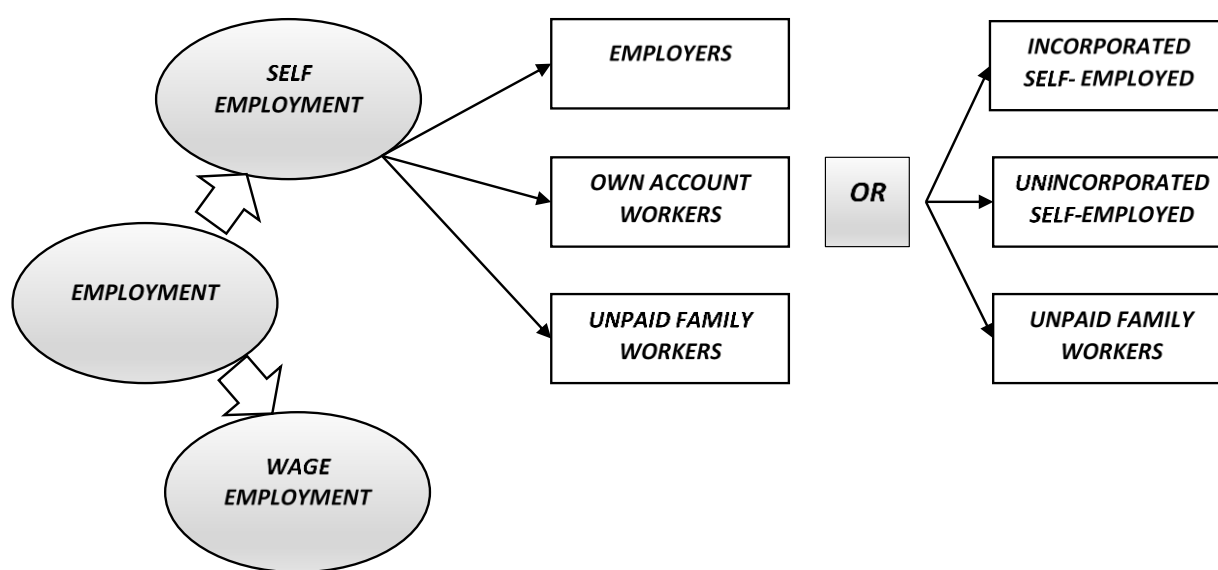 SELF
EMPLOYMENT
EMPLOYERS
INCORPORATED
SELF- EMPLOYED
OWN ACCOUNT
WORKERS
OR
UNINCORPORATED
SELF-EMPLOYED
EMPLOYMENT
UNPAID FAMILY
WORKERS
UNPAID FAMILY
WORKERS
WAGE
EMPLOYMENT